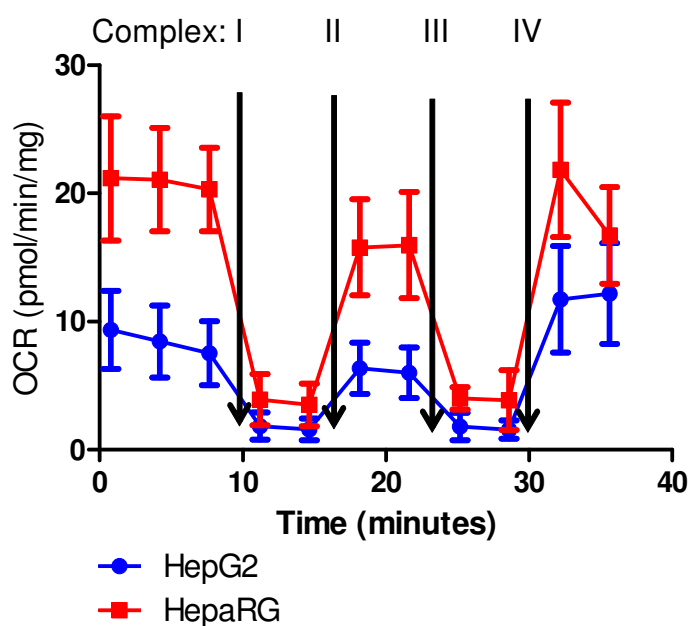 Complex: I II III IV
30
20
10
0
OCR (pmol/min/mg)
0 10 20 30 40
Time (minutes)
HepG2
HepaRG